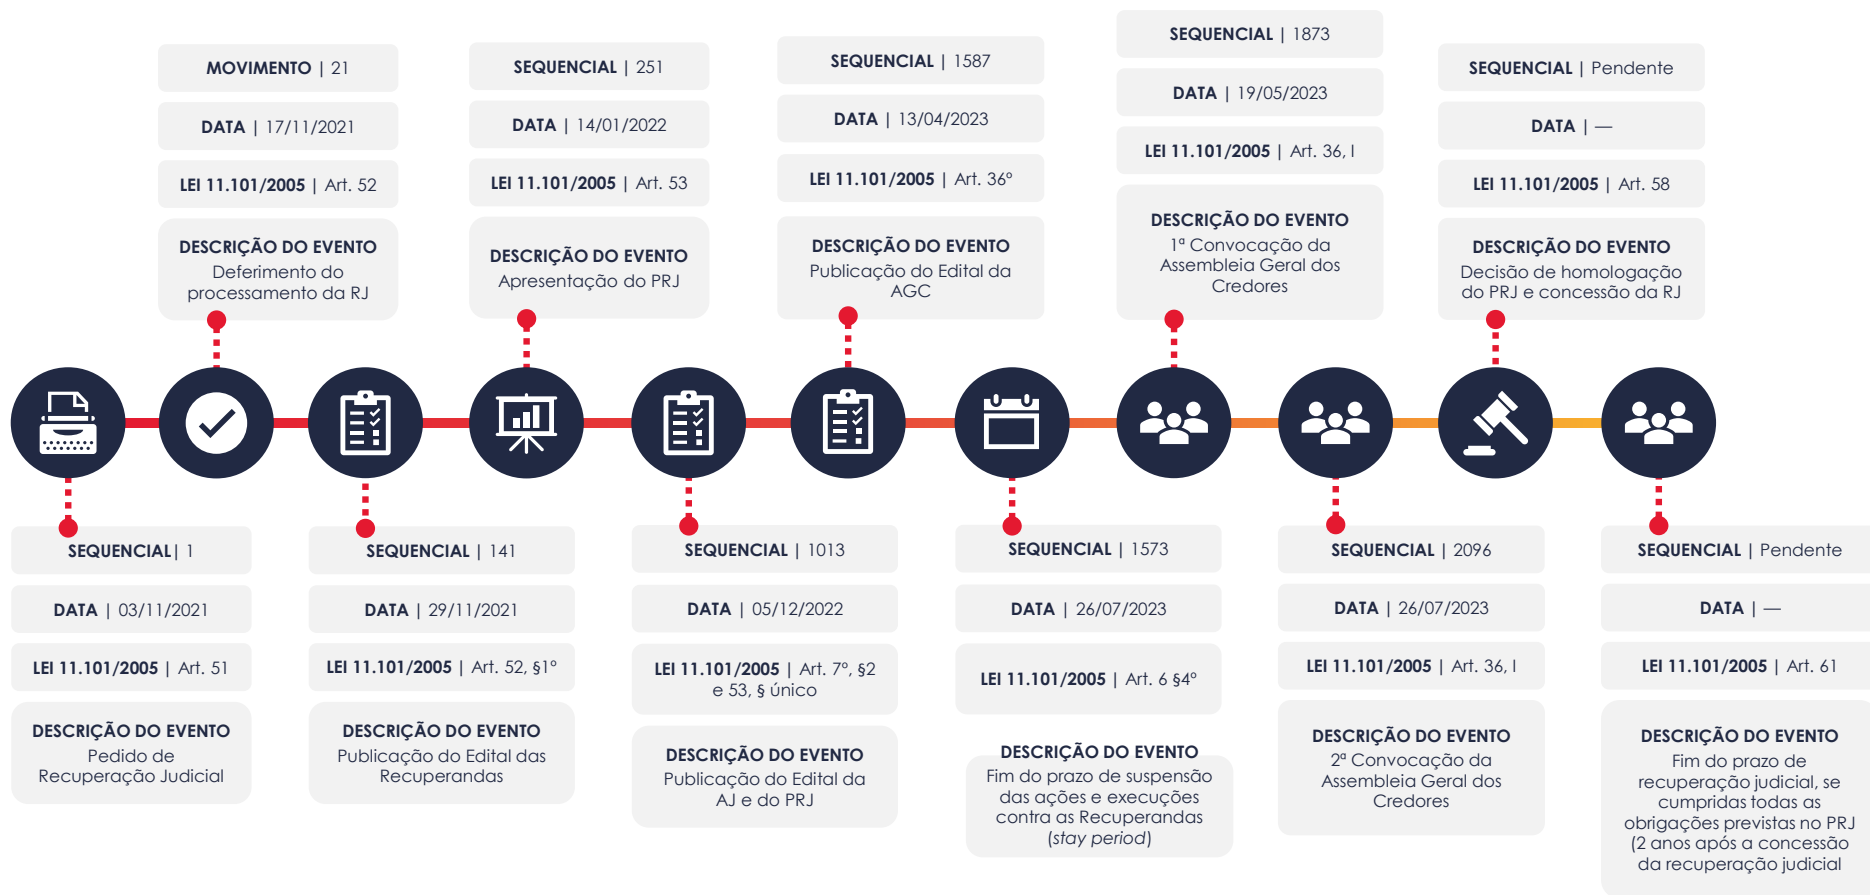 MOVIMENTO | 21
DATA | 17/11/2021
LEI 11.101/2005 | Art. 52
DESCRIÇÃO DO EVENTO
Deferimento do
processamento da RJ
SEQUENCIAL | 251
DATA | 14/01/2022
LEI 11.101/2005 | Art. 53
DESCRIÇÃO DO EVENTO
Apresentação do PRJ
SEQUENCIAL | 1587
DATA | 13/04/2023
LEI 11.101/2005 | Art. 36º
DESCRIÇÃO DO EVENTO
Publicação do Edital da
AGC
SEQUENCIAL | 1873
DATA | 19/05/2023
LEI 11.101/2005 | Art. 36, I
DESCRIÇÃO DO EVENTO
1ª Convocação da
Assembleia Geral dos
Credores
SEQUENCIAL | Pendente
DATA | —
LEI 11.101/2005 | Art. 58
DESCRIÇÃO DO EVENTO
Decisão de homologação
do PRJ e concessão da RJ
SEQUENCIAL| 1
DATA | 03/11/2021
LEI 11.101/2005 | Art. 51
DESCRIÇÃO DO EVENTO
Pedido de
Recuperação Judicial
SEQUENCIAL | 141
DATA | 29/11/2021
LEI 11.101/2005 | Art. 52, §1º
DESCRIÇÃO DO EVENTO
Publicação do Edital das
Recuperandas
SEQUENCIAL | 1013
DATA | 05/12/2022
LEI 11.101/2005 | Art. 7º, §2
e 53, § único
DESCRIÇÃO DO EVENTO
Publicação do Edital da
AJ e do PRJ
SEQUENCIAL | 1573
DATA | 26/07/2023
LEI 11.101/2005 | Art. 6 §4º
DESCRIÇÃO DO EVENTO
Fim do prazo de suspensão
das ações e execuções
contra as Recuperandas
(stay period)
SEQUENCIAL | 2096
DATA | 26/07/2023
LEI 11.101/2005 | Art. 36, I
DESCRIÇÃO DO EVENTO
2ª Convocação da
Assembleia Geral dos
Credores
SEQUENCIAL | Pendente
DATA | —
LEI 11.101/2005 | Art. 61
DESCRIÇÃO DO EVENTO
Fim do prazo de
recuperação judicial, se
cumpridas todas as
obrigações previstas no PRJ
(2 anos após a concessão
da recuperação judicial